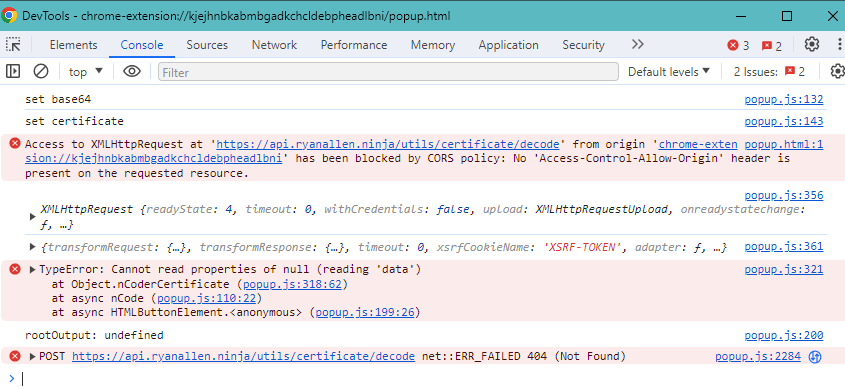 DevTools - chrome-extension://kjejhnbkabmbgadkchcldebpheadlbni/popup.html
Elements Console Sources Network Performance Memory Application Security 3 2
top Filter Default levels 2 Issues: 2
set base64 popup.js:132
set certificate popup.js:143
Access to XMLHttpRequest at 'https://api.ryanallen.ninja/utils/certificate/decode' from origin 'chrome-exten popup.html:1
sion://kjejhnbkabmbgadkchcldebpheadlbni' has been blocked by CORS policy: No 'Access-Control-Allow-Origin' header is
present on the requested resource.
popup.js:356
XMLHttpRequest {readyState: 4, timeout: 0, withCredentials: false, upload: XMLHttpRequestUpload, onreadystatechange:
ƒ, …}
{transformRequest: {…}, transformResponse: {…}, timeout: 0, xsrfCookieName: 'XSRF-TOKEN', adapter: ƒ, …} popup.js:361
TypeError: Cannot read properties of null (reading 'data') popup.js:321
at Object.nCoderCertificate (popup.js:318:62)
at async nCode (popup.js:110:22)
at async HTMLButtonElement.<anonymous> (popup.js:199:26)
rootOutput: undefined popup.js:200
POST https://api.ryanallen.ninja/utils/certificate/decode net::ERR_FAILED 404 (Not Found) popup.js:2284